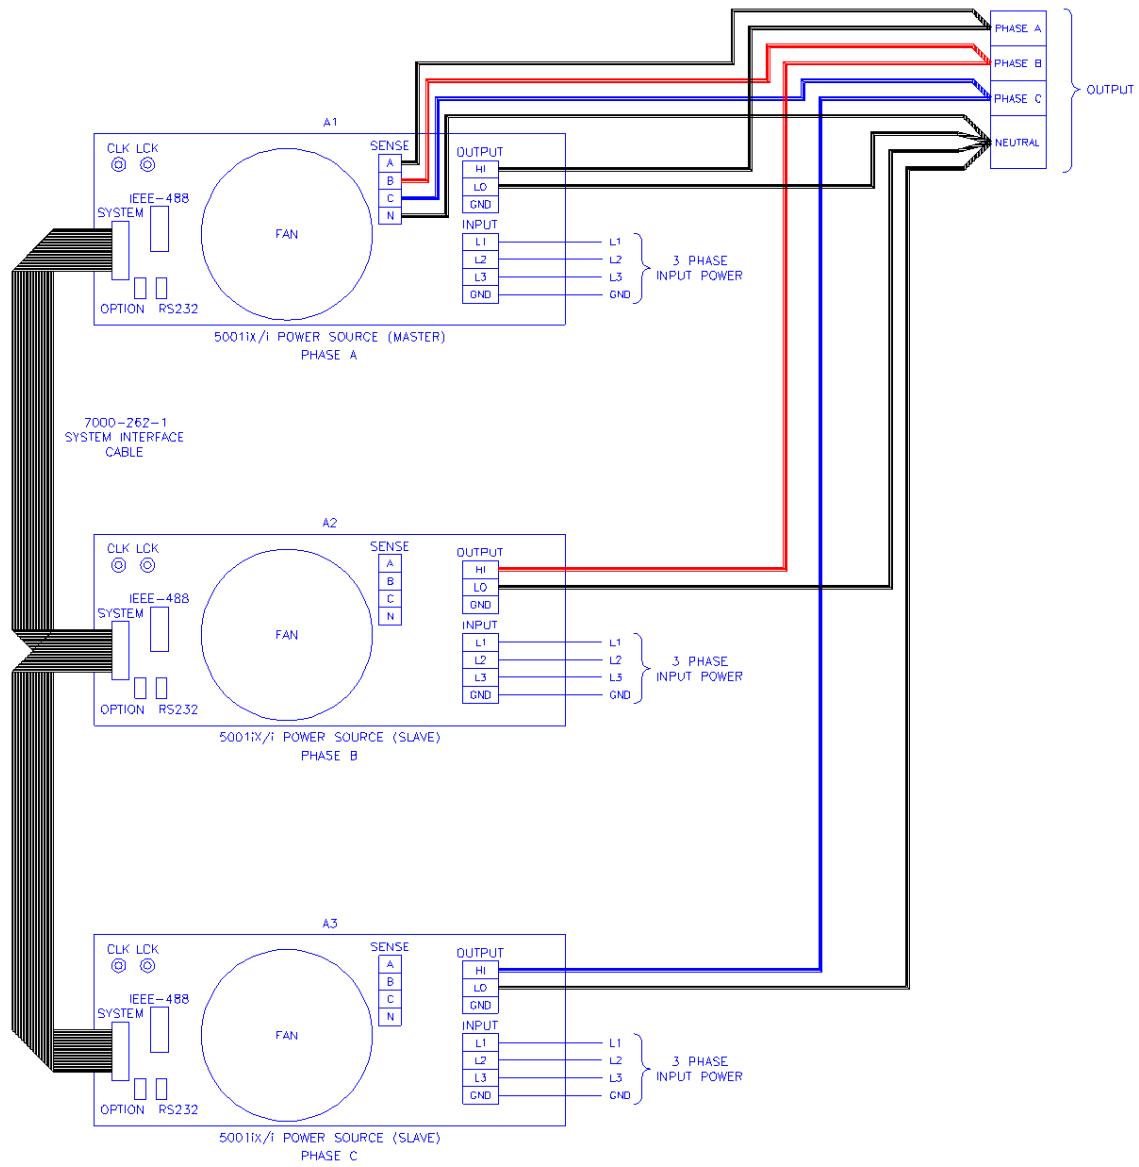 PHASE A
PHASE B
PHASE C
NEUTRAL
OUTPUT
A1
CLK LCK
SENSE
A
B
C
N
OUTPUT
HI
LO
GND
IEEE-488
SYSTEM
FAN
INPUT
L1
L2
L3
GND
L1
L2
L3
GND
3 PHASE
INPUT POWER
OPTION
RS232
5001iX/i POWER SOURCE (MASTER)
PHASE A
7000-262-1
SYSTEM INTERFACE
CABLE
A2
CLK LCK
SENSE
A
B
C
N
OUTPUT
HI
LO
GND
IEEE-488
SYSTEM
FAN
INPUT
L1
L2
L3
GND
L1
L2
L3
GND
3 PHASE
INPUT POWER
OPTION
RS232
5001iX/i POWER SOURCE (SLAVE)
PHASE B
A3
CLK LCK
SENSE
A
B
C
N
OUTPUT
HI
LO
GND
IEEE-488
SYSTEM
FAN
INPUT
L1
L2
L3
GND
L1
L2
L3
GND
3 PHASE
INPUT POWER
OPTION
RS232
5001iX/i POWER SOURCE (SLAVE)
PHASE C